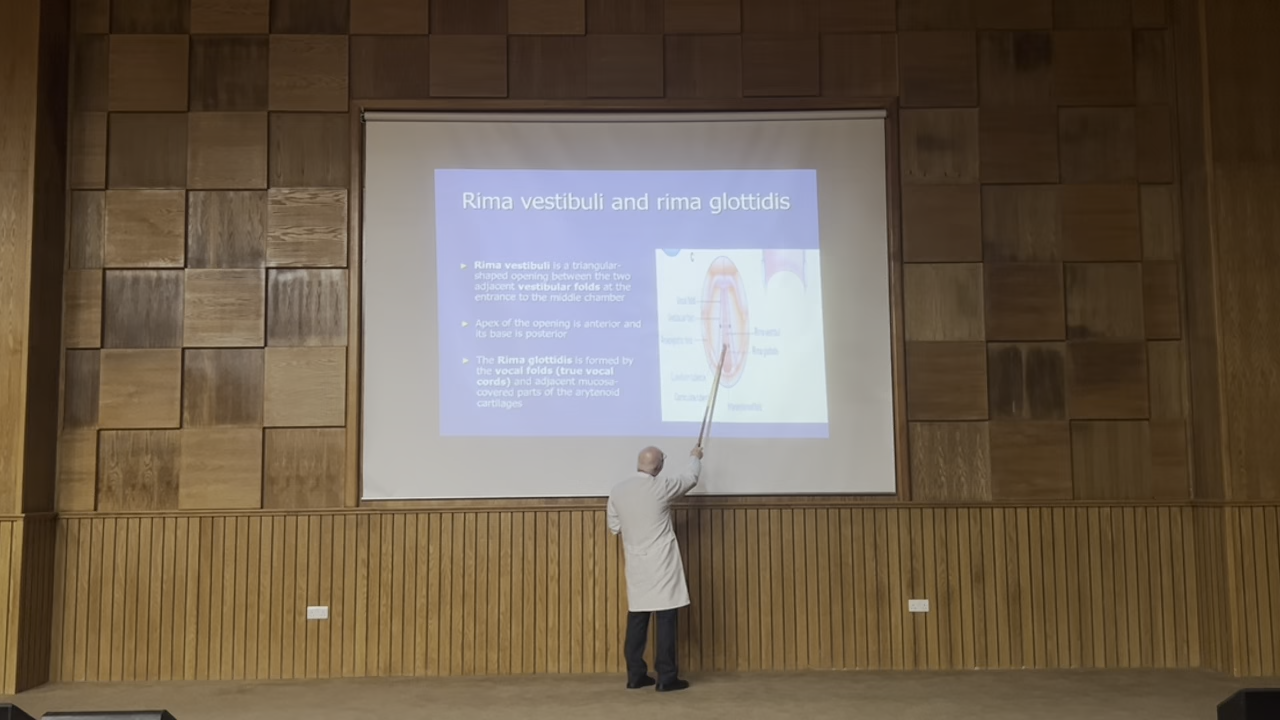 Rima vestibuli and rima glottidis
Rima vestibuli is a triangular-
shaped opening between the two
adjacent vestibular folds at the
entrance to the middle chamber
Apex of the opening is anterior and
its base is posterior
The Rima glottidis is formed by
the vocal folds (true vocal
cords) and adjacent mucosa-
covered parts of the arytenoid
cartilages